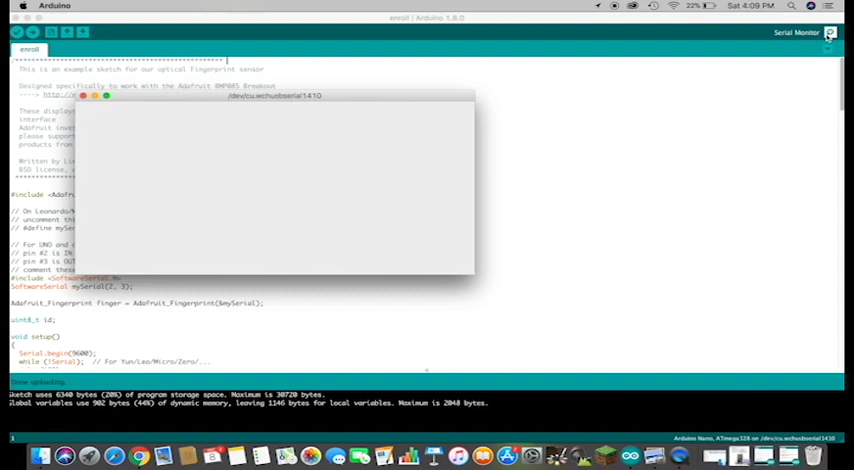 Arduino
22%
Sat 4:09 PM
enroll | Arduino 1.8.0
Serial Monitor
enroll
/***************************************************
This is an example sketch for our optical Fingerprint sensor
Designed specifically to work with the Adafruit BMP085 Breakout
----> http://
/dev/cu.wchusbserial1410
These display
interface
Adafruit inve
please suppor
products from
Written by Li
BSD license,
#include <Adafr
// On Leonardo/
uncomment thi
// #define mySe
// For UNO and
// pin #2 is IN
// pin #3 is OUT
// comment these
#include <SoftwareSerial.h>
SoftwareSerial mySerial(2, 3);
Adafruit_Fingerprint finger = Adafruit_Fingerprint(&mySerial);
uint8_t id;
void setup()
{
Serial.begin(9600);
while (!Serial); // For Yun/Leo/Micro/Zero/...
Done uploading.
Sketch uses 6340 bytes (20%) of program storage space. Maximum is 30720 bytes.
Global variables use 902 bytes (44%) of dynamic memory, leaving 1146 bytes for local variables. Maximum is 2048 bytes.
1
Arduino Nano, ATmega328 on /dev/cu.wchusbserial1410
8